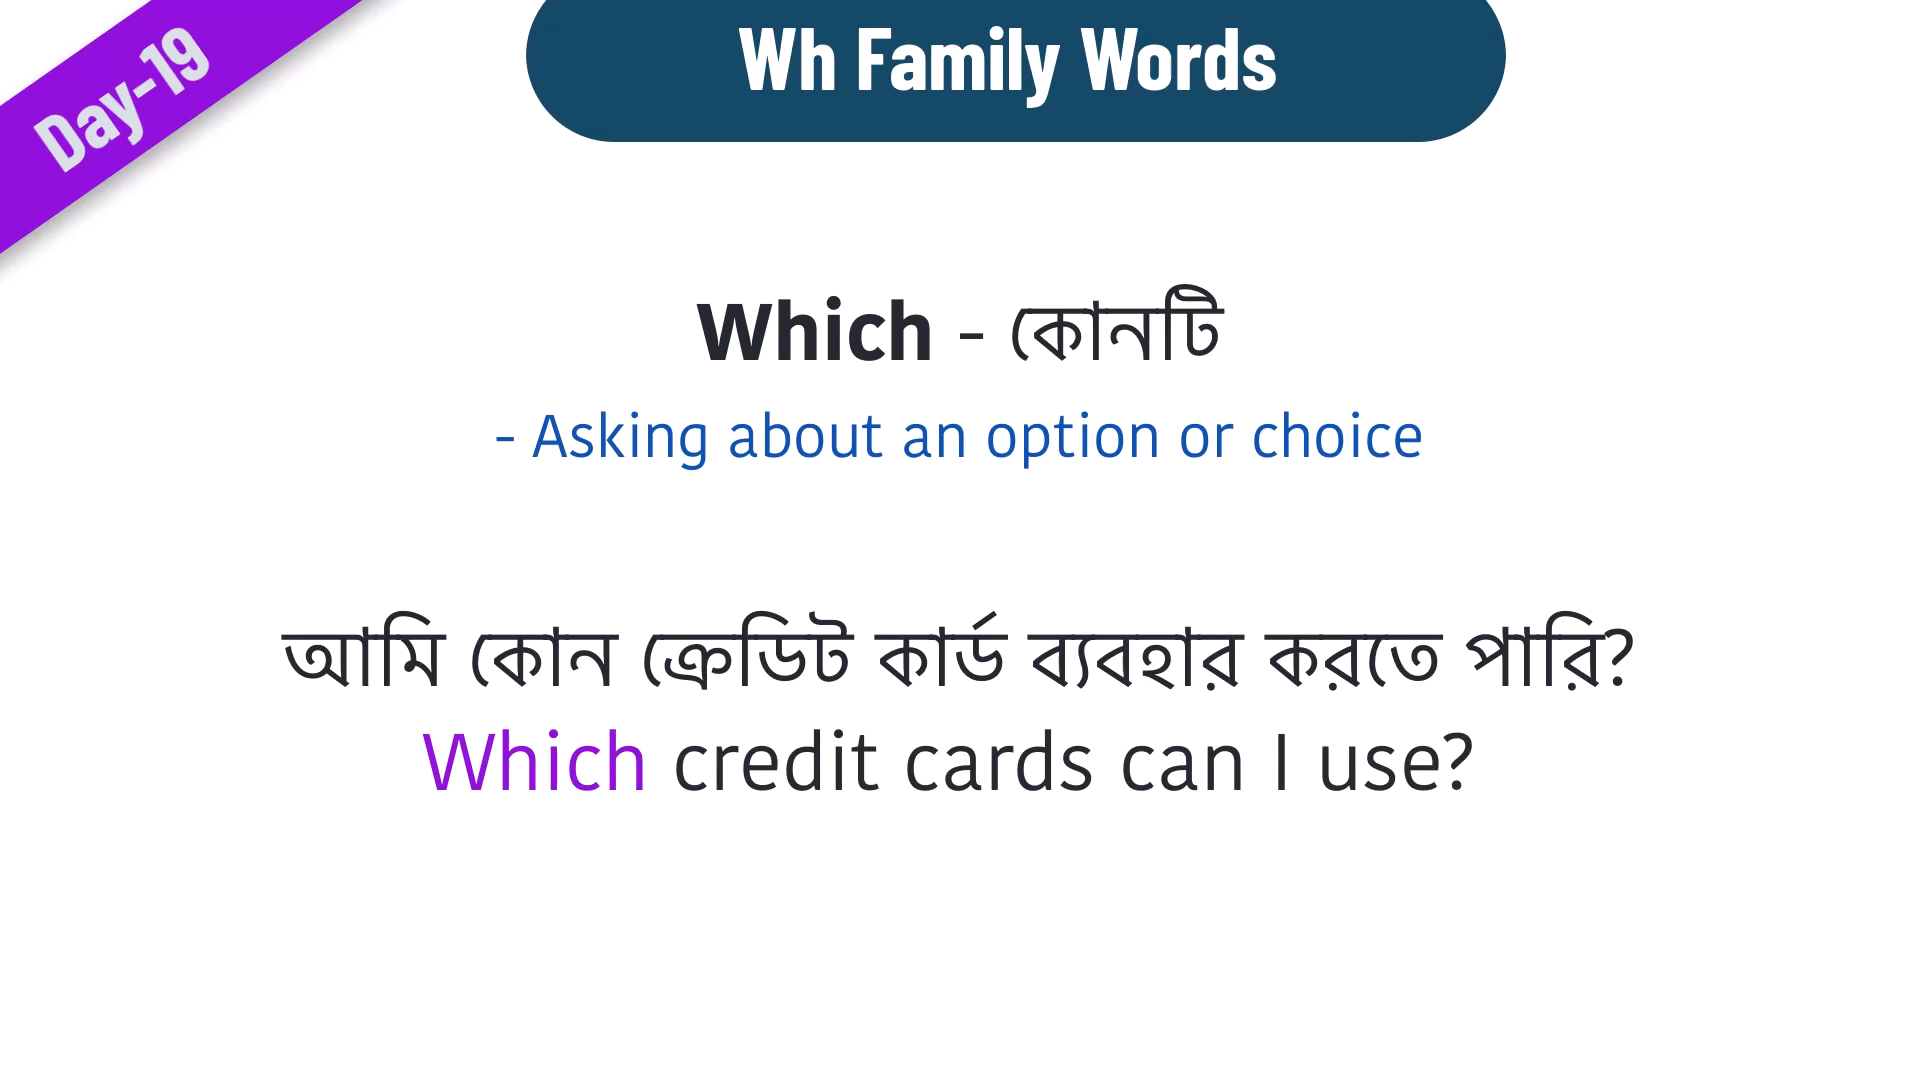 Day-19
Wh Family Words
Which - কোনটি
- Asking about an option or choice
আমি কোন ক্রেডিট কার্ড ব্যবহার করতে পারি?
Which credit cards can I use?